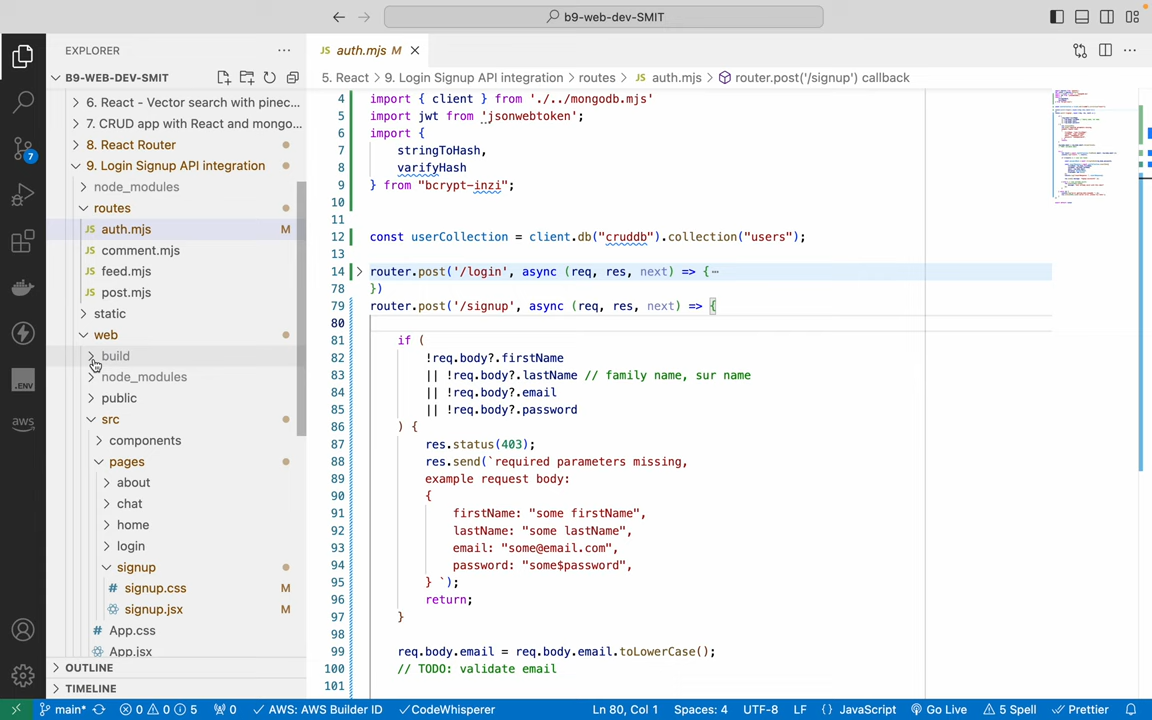 b9-web-dev-SMIT
EXPLORER
JS auth.mjs M
B9-WEB-DEV-SMIT
5. React > 9. Login Signup API integration > routes > JS auth.mjs > router.post('/signup') callback
6. React - Vector search with pinec...
7. CRUD app with React and mongo...
8. React Router
9. Login Signup API integration
node_modules
routes
JS auth.mjs M
JS comment.mjs
JS feed.mjs
JS post.mjs
static
web
build
node_modules
public
src
components
pages
about
chat
home
login
signup
# signup.css M
signup.jsx M
# App.css
App.jsx
OUTLINE
TIMELINE
7
.ENV
aws
4 import { client } from './../mongodb.mjs'
5 import jwt from 'jsonwebtoken';
6 import {
7 stringToHash,
8 varifyHash
9 } from "bcrypt-inzi";
10
11
12 const userCollection = client.db("cruddb").collection("users");
13
14 router.post('/login', async (req, res, next) => {···
78 })
79 router.post('/signup', async (req, res, next) => {
80
81 if (
82 !req.body?.firstName
83 || !req.body?.lastName // family name, sur name
84 || !req.body?.email
85 || !req.body?.password
86 ) {
87 res.status(403);
88 res.send(`required parameters missing,
89 example request body:
90 {
91 firstName: "some firstName",
92 lastName: "some lastName",
93 email: "some@email.com",
94 password: "some$password",
95 } `);
96 return;
97 }
98
99 req.body.email = req.body.email.toLowerCase();
100 // TODO: validate email
101
main* 0 0 5 0 AWS: AWS Builder ID CodeWhisperer Ln 80, Col 1 Spaces: 4 UTF-8 LF {} JavaScript Go Live 5 Spell Prettier